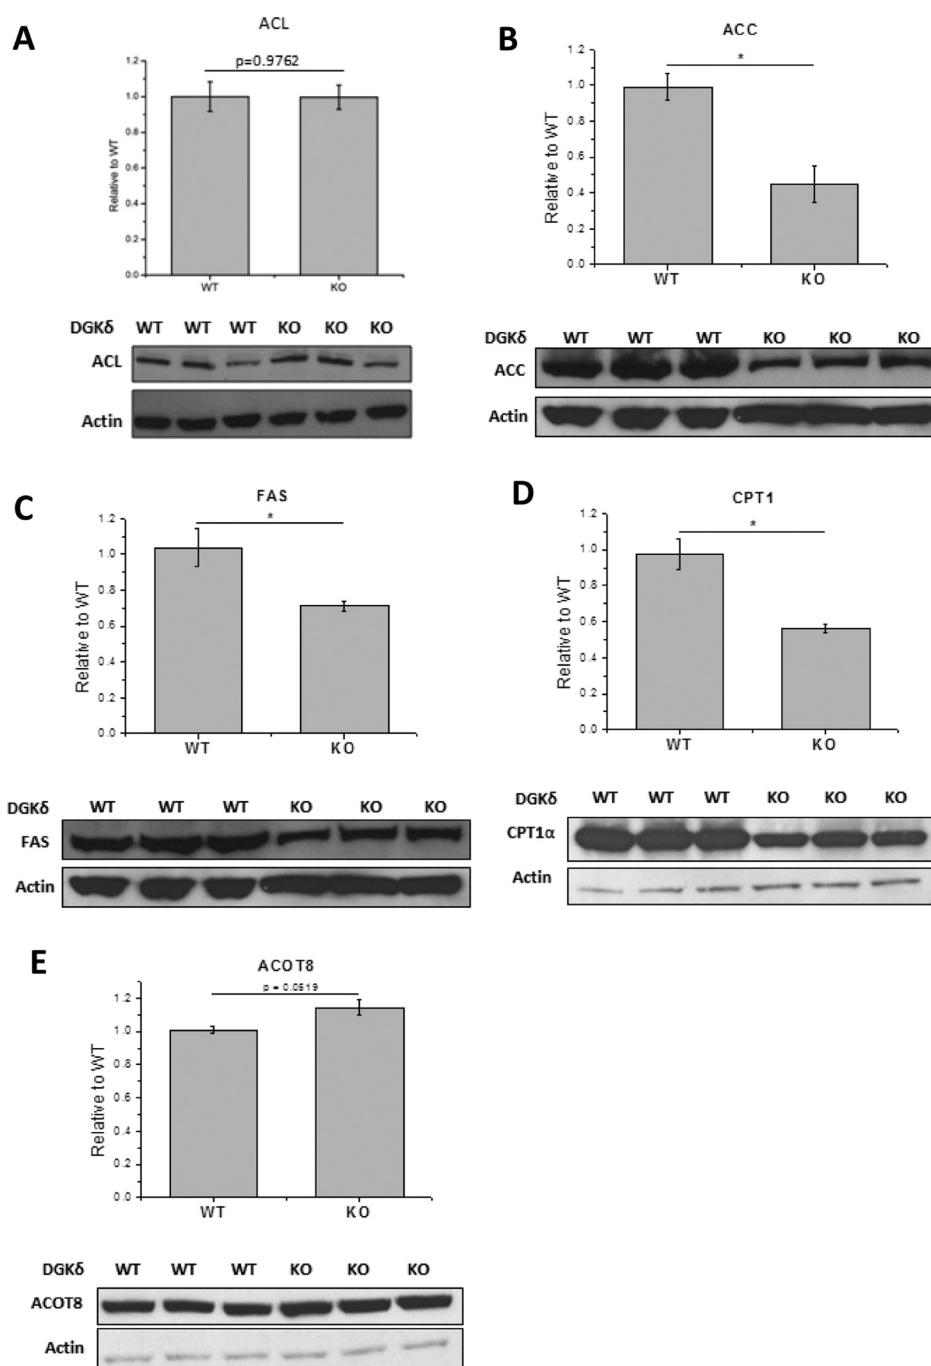 A
ACL
p=0.9762
1.2
1.0
0.8
0.6
0.4
0.2
0.0
Relative to WT
WT KO
DGKδ WT WT WT KO KO KO
ACL
Actin
B
ACC
*
1.2
1.0
0.8
0.6
0.4
0.2
0.0
Relative to WT
WT KO
DGKδ WT WT WT KO KO KO
ACC
Actin
C
FAS
*
1.2
1.0
0.8
0.6
0.4
0.2
0.0
Relative to WT
WT KO
DGKδ WT WT WT KO KO KO
FAS
Actin
D
CPT1
*
1.2
1.0
0.8
0.6
0.4
0.2
0.0
Relative to WT
WT KO
DGKδ WT WT WT KO KO KO
CPT1α
Actin
E
ACOT8
p = 0.0519
1.2
1.0
0.8
0.6
0.4
0.2
0.0
Relative to WT
WT KO
DGKδ WT WT WT KO KO KO
ACOT8
Actin